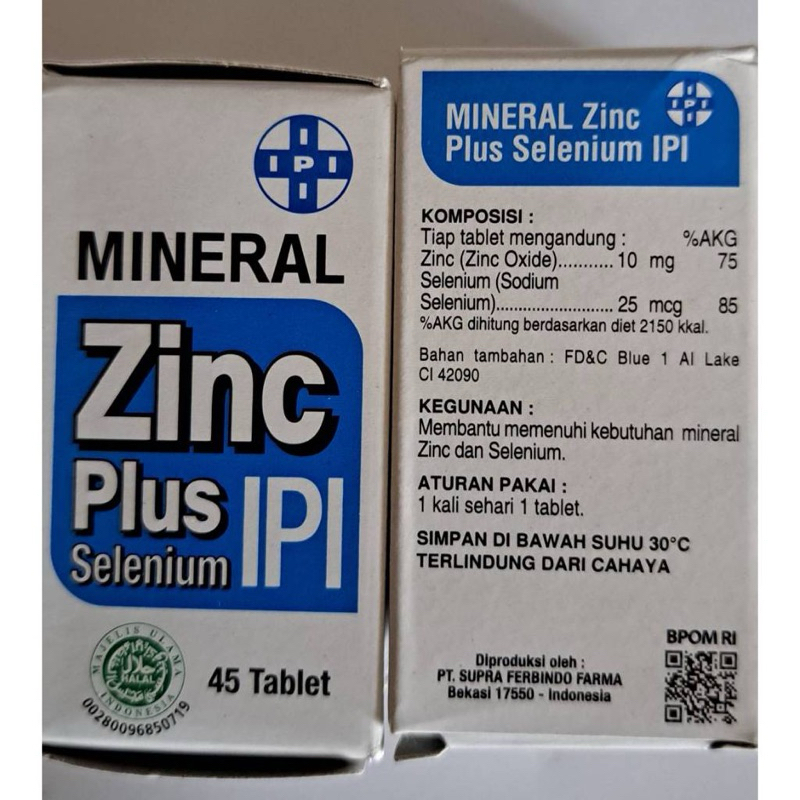 IPI
MINERAL
Zinc
Plus
Selenium IPI
MAJELIS ULAMA
INDONESIA
حلال
HALAL
00280096850719
45 Tablet
MINERAL Zinc
Plus Selenium IPI
IPI
KOMPOSISI :
Tiap tablet mengandung : %AKG
Zinc (Zinc Oxide)........... 10 mg 75
Selenium (Sodium
Selenium).......................... 25 mcg 85
%AKG dihitung berdasarkan diet 2150 kkal.
Bahan tambahan : FD&C Blue 1 Al Lake
CI 42090
KEGUNAAN :
Membantu memenuhi kebutuhan mineral
Zinc dan Selenium.
ATURAN PAKAI :
1 kali sehari 1 tablet.
SIMPAN DI BAWAH SUHU 30°C
TERLINDUNG DARI CAHAYA
BPOM RI
Diproduksi oleh :
PT. SUPRA FERBINDO FARMA
Bekasi 17550 - Indonesia